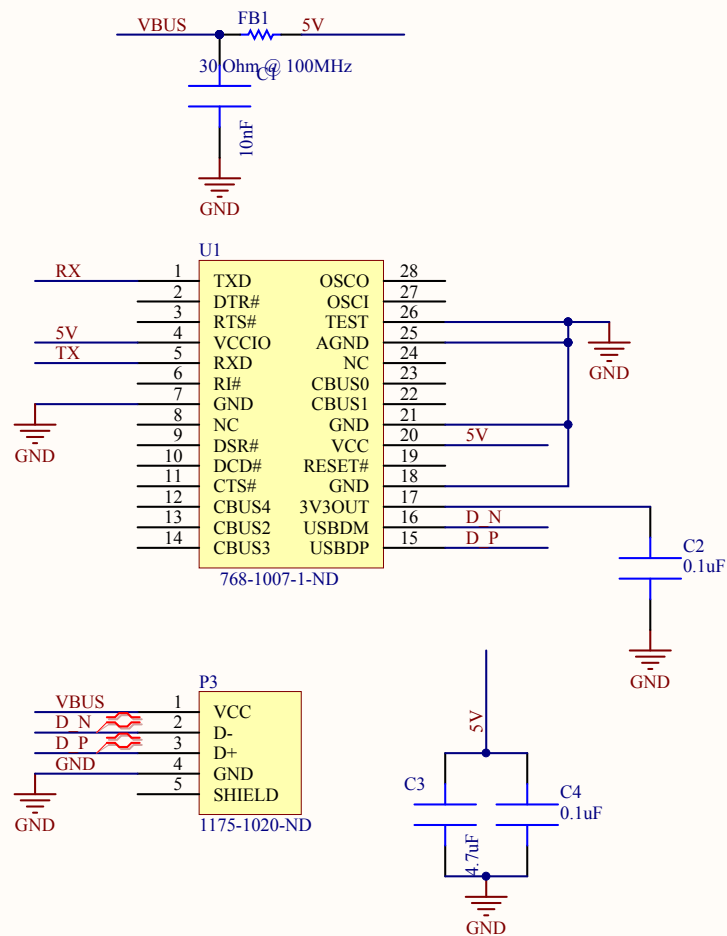 FB1
VBUS 5V
30 Ohm @ 100MHz
C1
10nF
GND
U1
RX 1 TXD OSCO 28
2 DTR# OSCI 27
3 RTS# TEST 26
5V 4 VCCIO AGND 25
TX 5 RXD NC 24
6 RI# CBUS0 23
7 GND CBUS1 22
8 NC GND 21
9 DSR# VCC 20 5V
10 DCD# RESET# 19
11 CTS# GND 18
12 CBUS4 3V3OUT 17
13 CBUS2 USBDM 16 D_N
14 CBUS3 USBDP 15 D_P
GND
GND
768-1007-1-ND
C2
0.1uF
GND
P3
VBUS 1 VCC
D_N 2 D-
D_P 3 D+
GND 4 GND
5 SHIELD
GND
1175-1020-ND
5V
C3
4.7uF
C4
0.1uF
GND